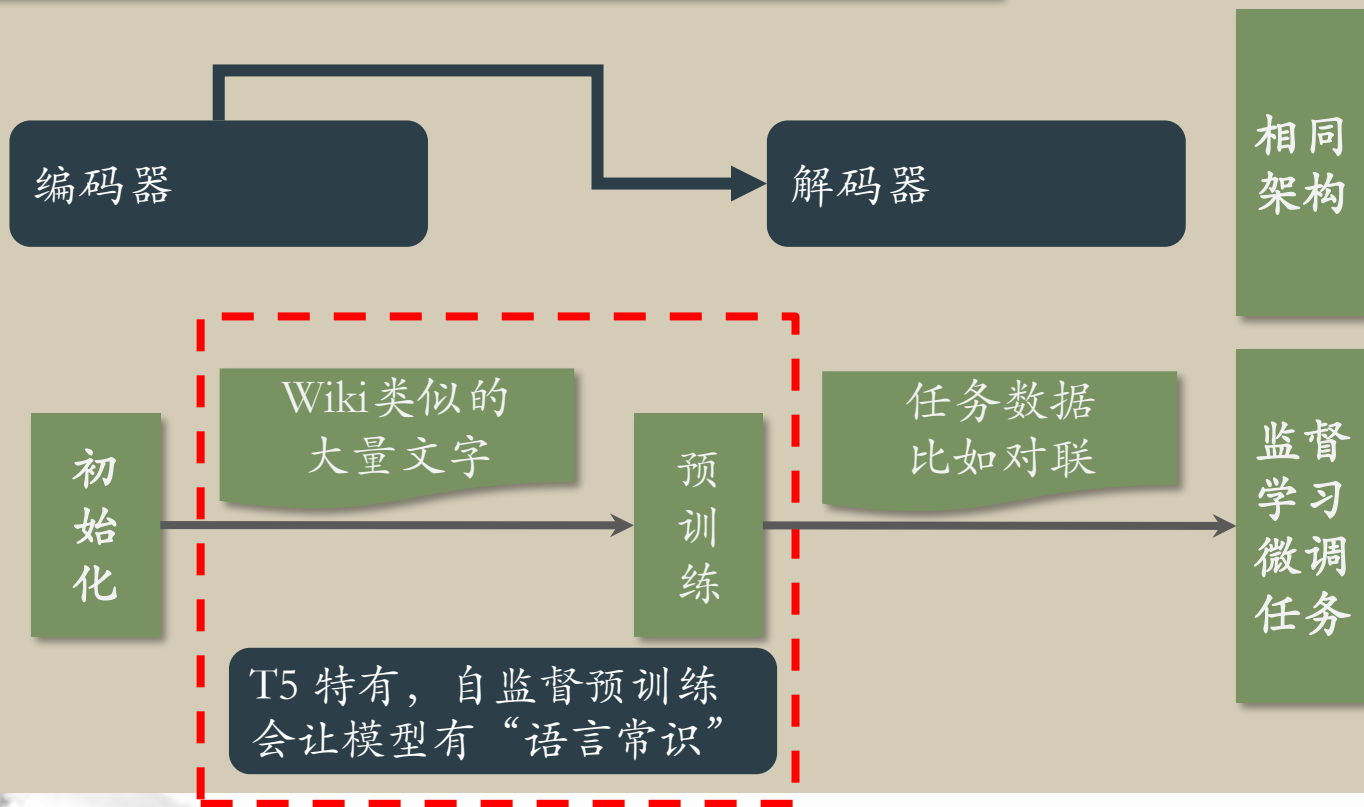 编码器
解码器
相同
架构
初
始
化
Wiki类似的
大量文字
预
训
练
任务数据
比如对联
监督
学习
微调
任务
T5 特有，自监督预训练
会让模型有“语言常识”